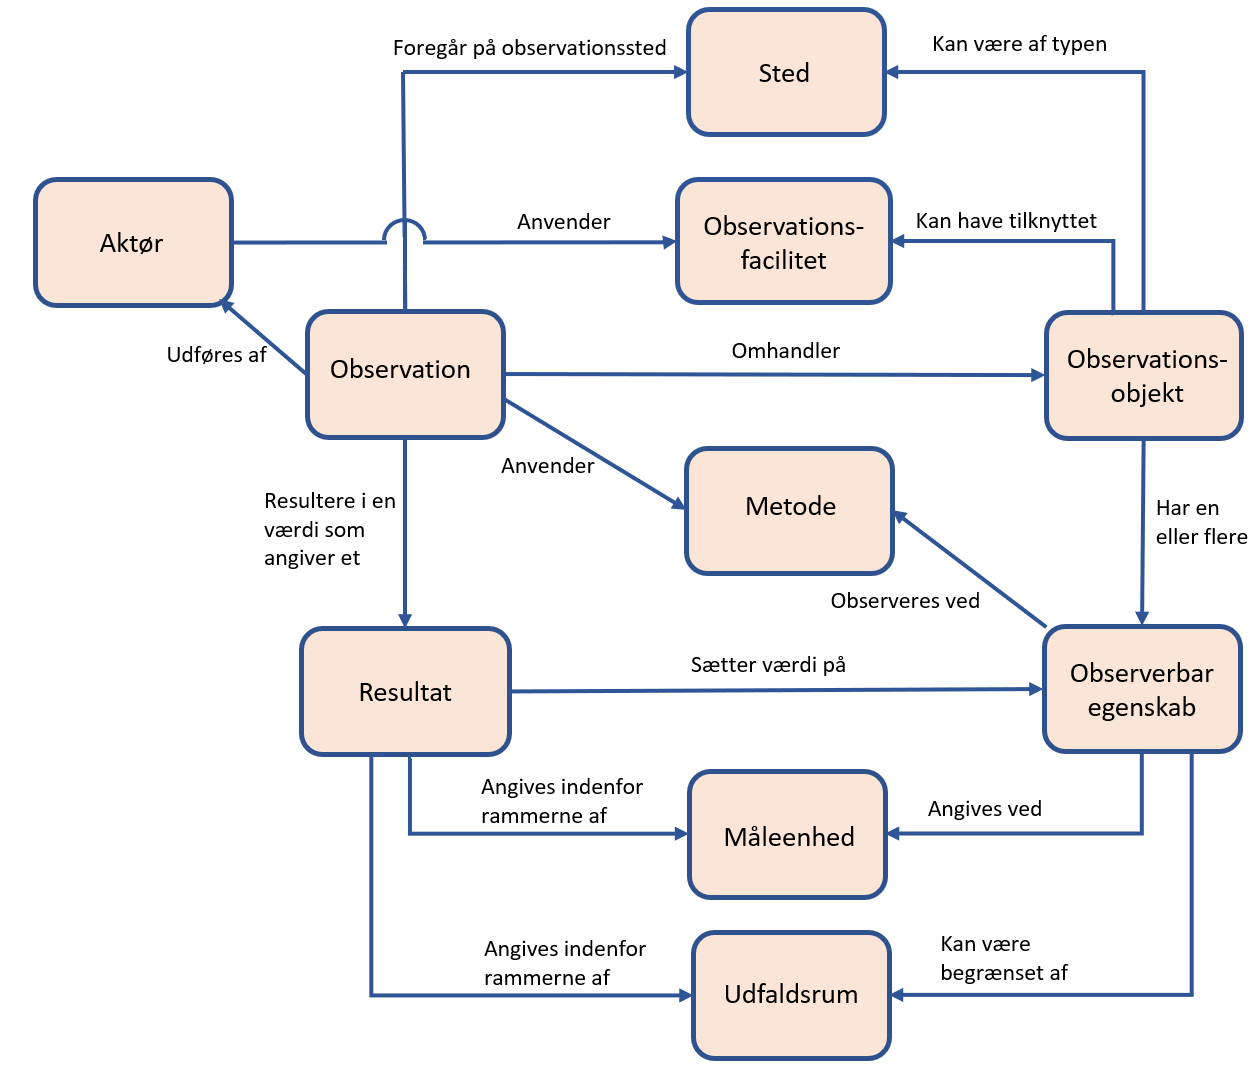 Foregår på observationssted
Sted
Kan være af typen
Aktør
Anvender
Observations-
facilitet
Kan have tilknyttet
Udføres af
Observation
Omhandler
Observations-
objekt
Anvender
Metode
Resultere i en
værdi som
angiver et
Har en
eller flere
Observeres ved
Resultat
Sætter værdi på
Observerbar
egenskab
Angives indenfor
rammerne af
Måleenhed
Angives ved
Angives indenfor
rammerne af
Udfaldsrum
Kan være
begrænset af